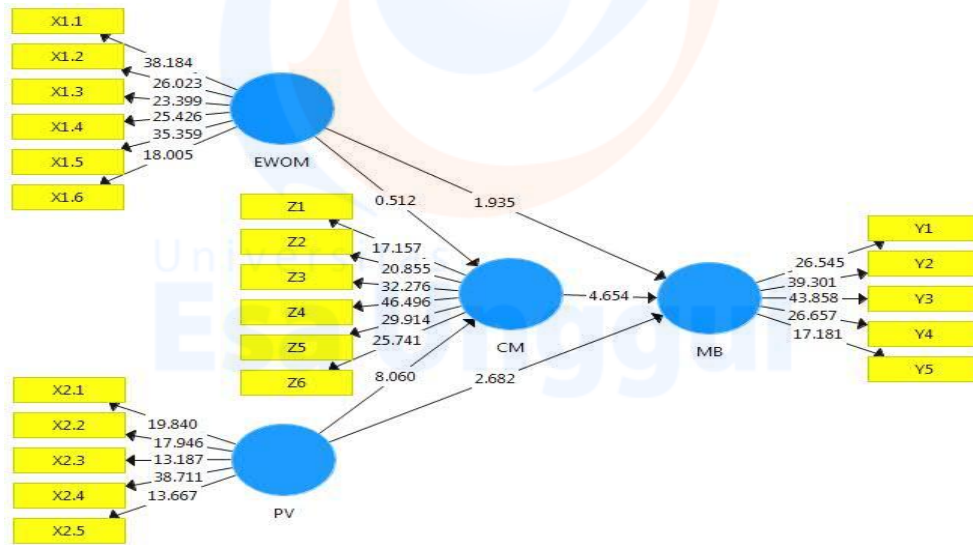 X1.1
X1.2
X1.3
X1.4
X1.5
X1.6
38.184
26.023
23.399
25.426
35.359
18.005
EWOM
0.512
1.935
Z1
Z2
Z3
Z4
Z5
Z6
17.157
20.855
32.276
46.496
29.914
25.741
CM
4.654
MB
8.060
2.682
26.545
39.301
43.858
26.657
17.181
Y1
Y2
Y3
Y4
Y5
X2.1
X2.2
X2.3
X2.4
X2.5
19.840
17.946
13.187
38.711
13.667
PV
Universitas
Esa Unggul